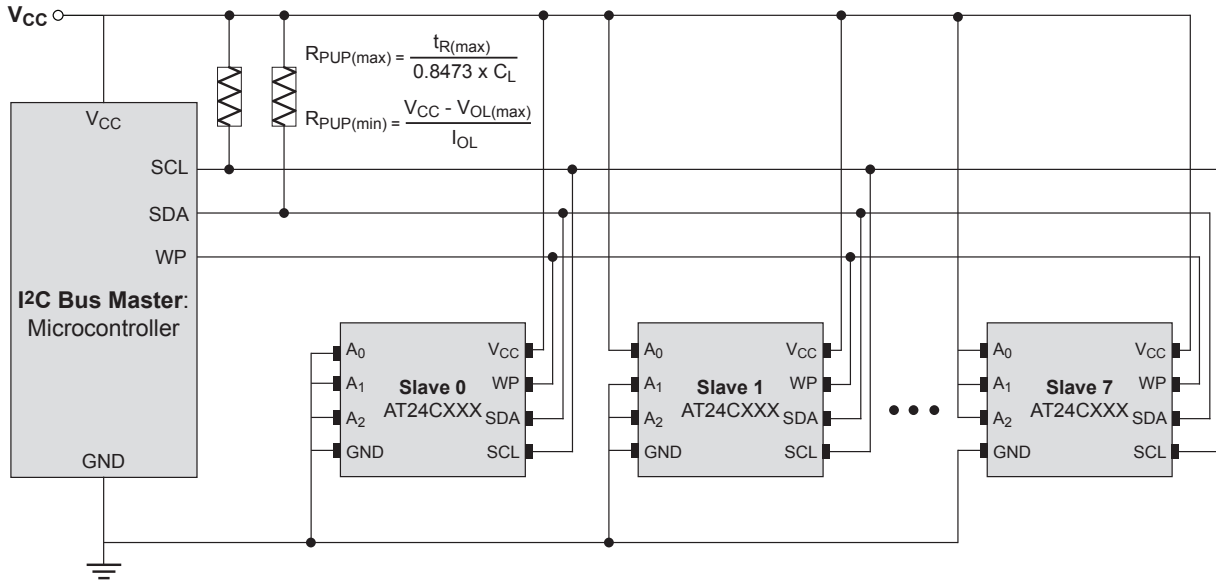 VCC
RPUP(max) = tR(max) / 0.8473 x CL
RPUP(min) = VCC - VOL(max) / IOL
VCC
SCL
SDA
WP
I2C Bus Master:
Microcontroller
GND
A0
A1
A2
GND
Slave 0
AT24CXXX
VCC
WP
SDA
SCL
A0
A1
A2
GND
Slave 1
AT24CXXX
VCC
WP
SDA
SCL
A0
A1
A2
GND
Slave 7
AT24CXXX
VCC
WP
SDA
SCL